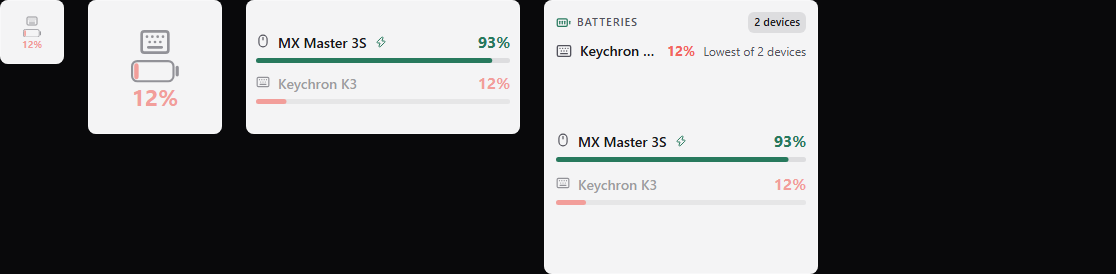 12%
12%
MX Master 3S 93%
Keychron K3 12%
BATTERIES 2 devices
Keychron ... 12% Lowest of 2 devices
MX Master 3S 93%
Keychron K3 12%